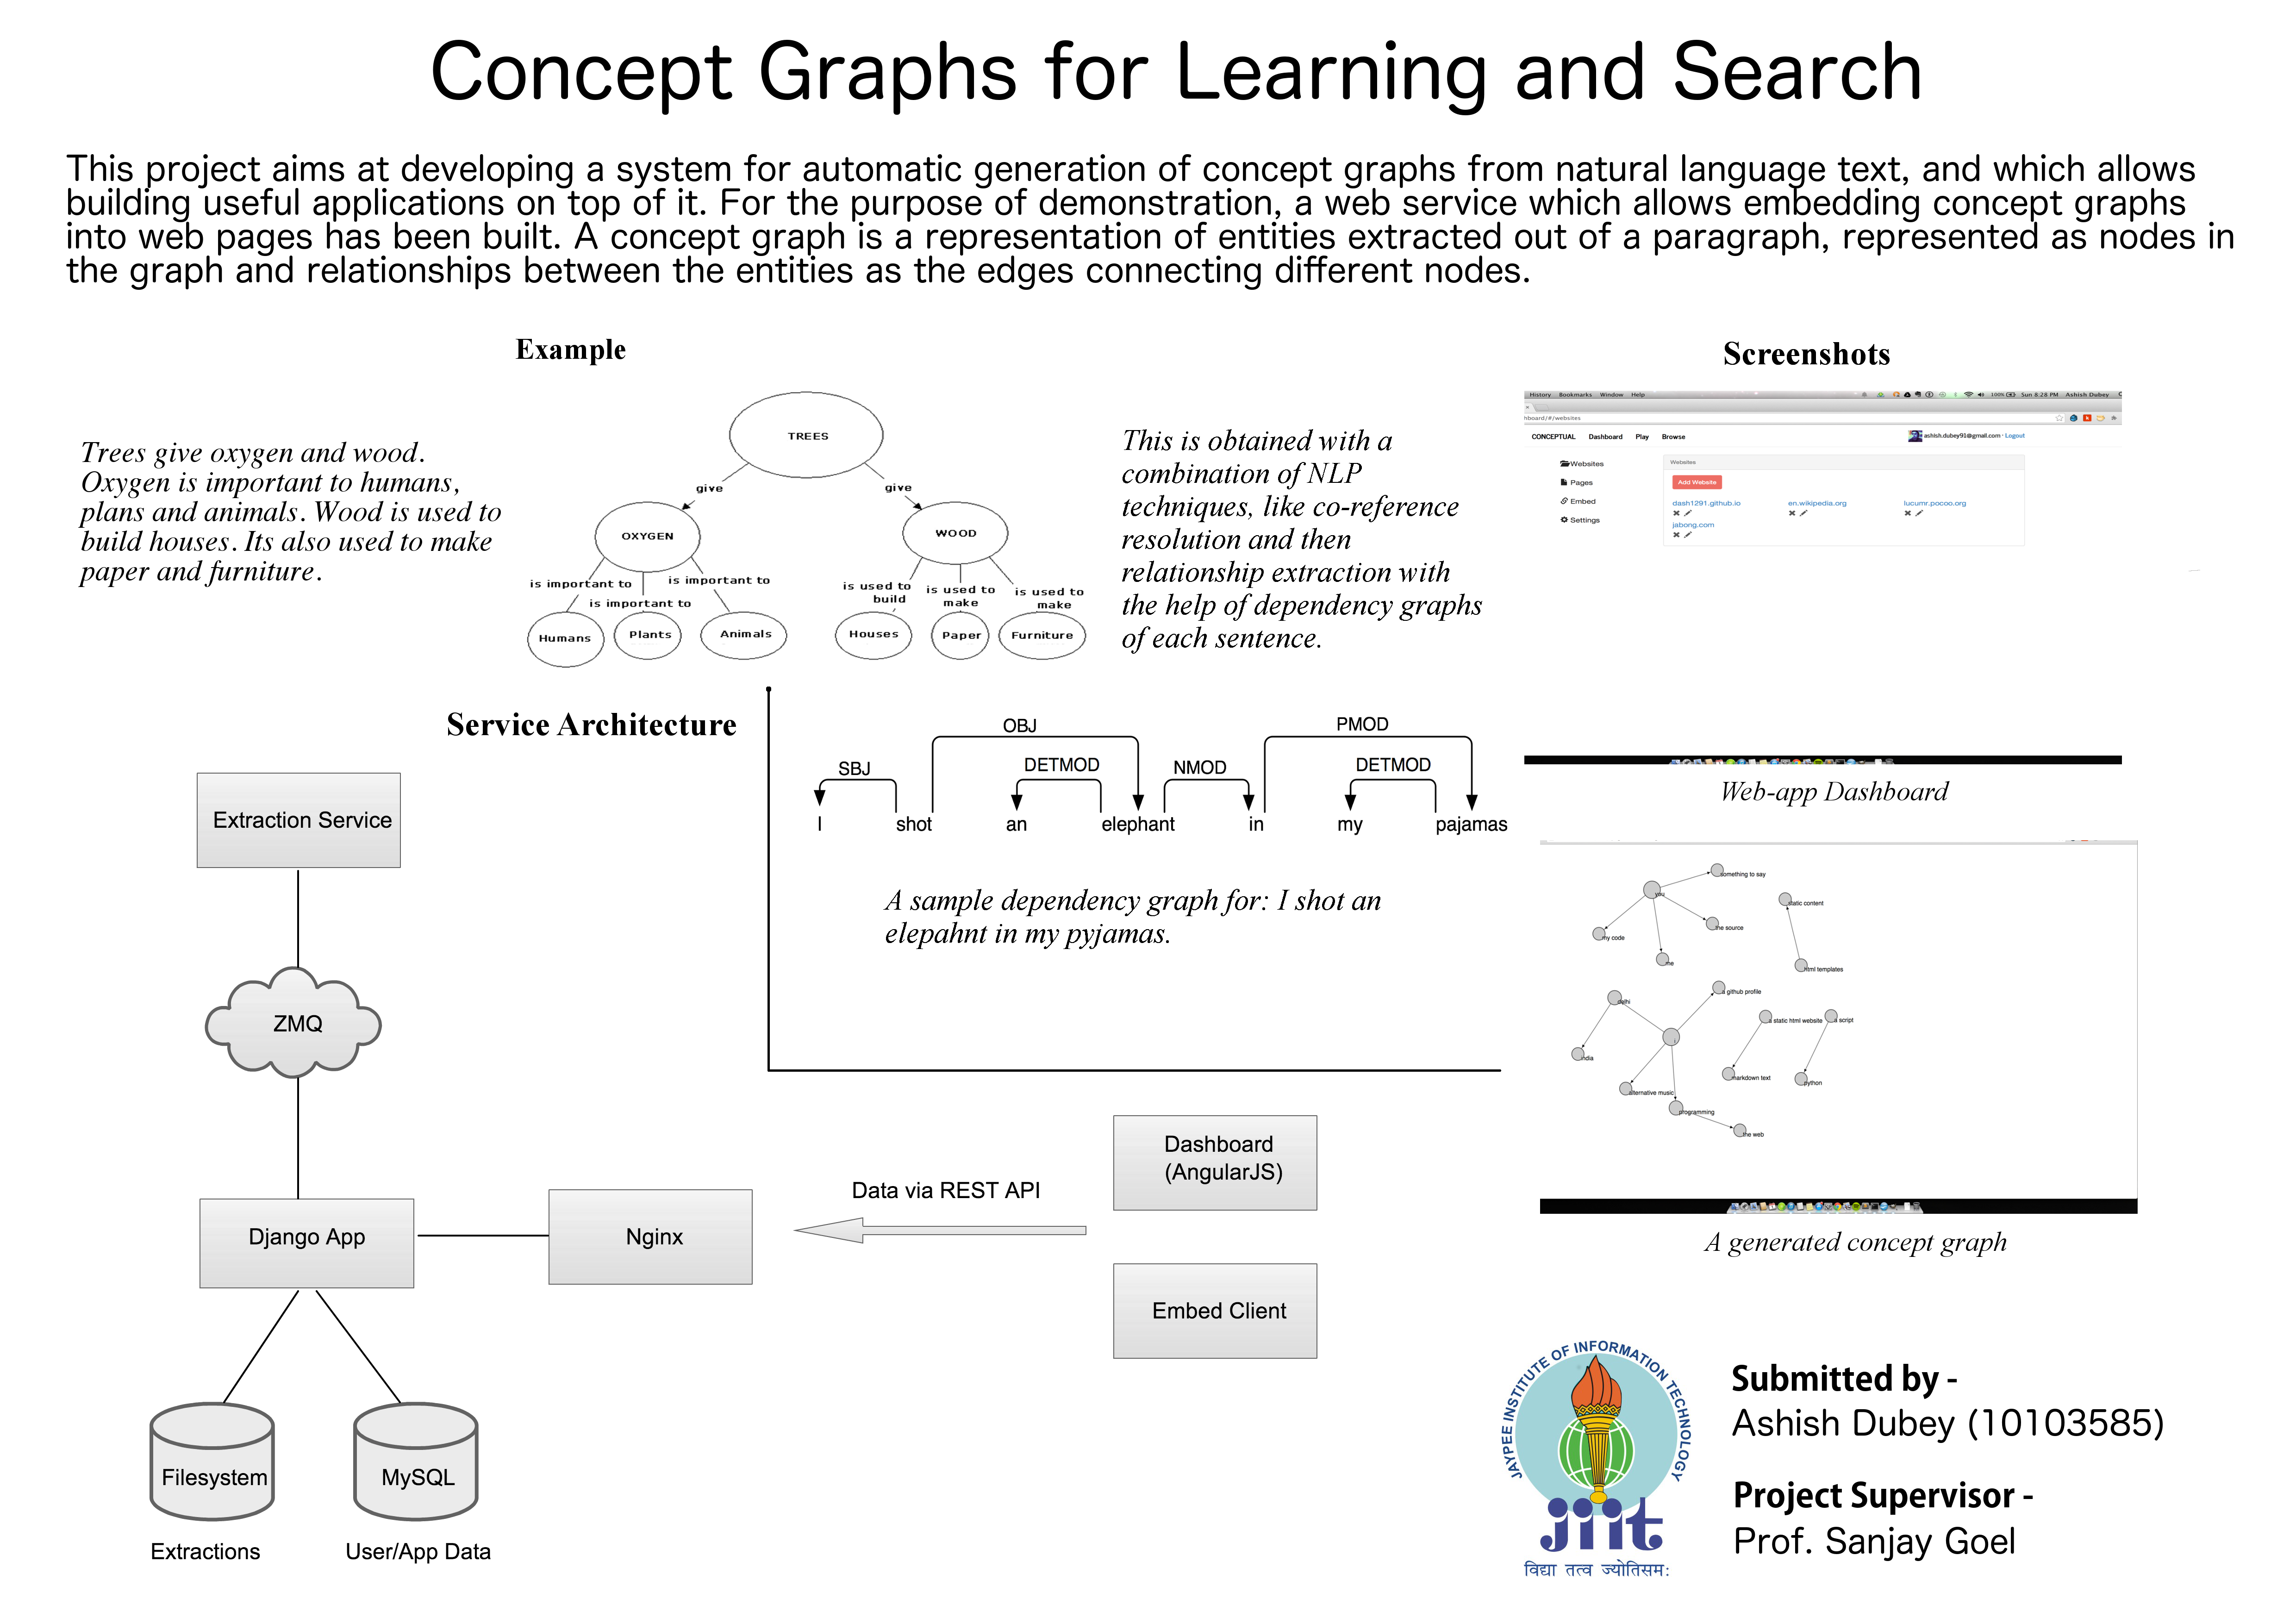 Concept Graphs for Learning and Search
This project aims at developing a system for automatic generation of concept graphs from natural language text, and which allows
building useful applications on top of it. For the purpose of demonstration, a web service which allows embedding concept graphs
into web pages has been built. A concept graph is a representation of entities extracted out of a paragraph, represented as nodes in
the graph and relationships between the entities as the edges connecting different nodes.
Example
Trees give oxygen and wood.
Oxygen is important to humans,
plans and animals. Wood is used to
build houses. Its also used to make
paper and furniture.
TREES
give
give
OXYGEN
WOOD
is important to
is important to
is important to
is used to
build
is used to
make
is used to
make
Humans
Plants
Animals
Houses
Paper
Furniture
This is obtained with a
combination of NLP
techniques, like co-reference
resolution and then
relationship extraction with
the help of dependency graphs
of each sentence.
Screenshots
History Bookmarks Window Help
100% Sun 8:28 PM Ashish Dubey
hboard/#/websites
CONCEPTUAL Dashboard Play Browse
ashish.dubey91@gmail.com - Logout
Websites
Pages
Embed
Settings
Websites
Add Website
dash1291.github.io
en.wikipedia.org
lucumr.pocoo.org
jabong.com
Web-app Dashboard
Service Architecture
OBJ
PMOD
SBJ
DETMOD
NMOD
DETMOD
I shot an elephant in my pajamas
A sample dependency graph for: I shot an
elepahnt in my pyjamas.
Extraction Service
ZMQ
Django App
Nginx
Data via REST API
Dashboard
(AngularJS)
Embed Client
Filesystem
MySQL
Extractions
User/App Data
something to say
you
static content
the source
my code
me
html templates
a github profile
delhi
a static html website
a script
i
india
markdown text
python
alternative music
programming
the web
A generated concept graph
JAYPEE INSTITUTE OF INFORMATION TECHNOLOGY
jiit
विद्या तत्व ज्योतिसम:
Submitted by -
Ashish Dubey (10103585)
Project Supervisor -
Prof. Sanjay Goel